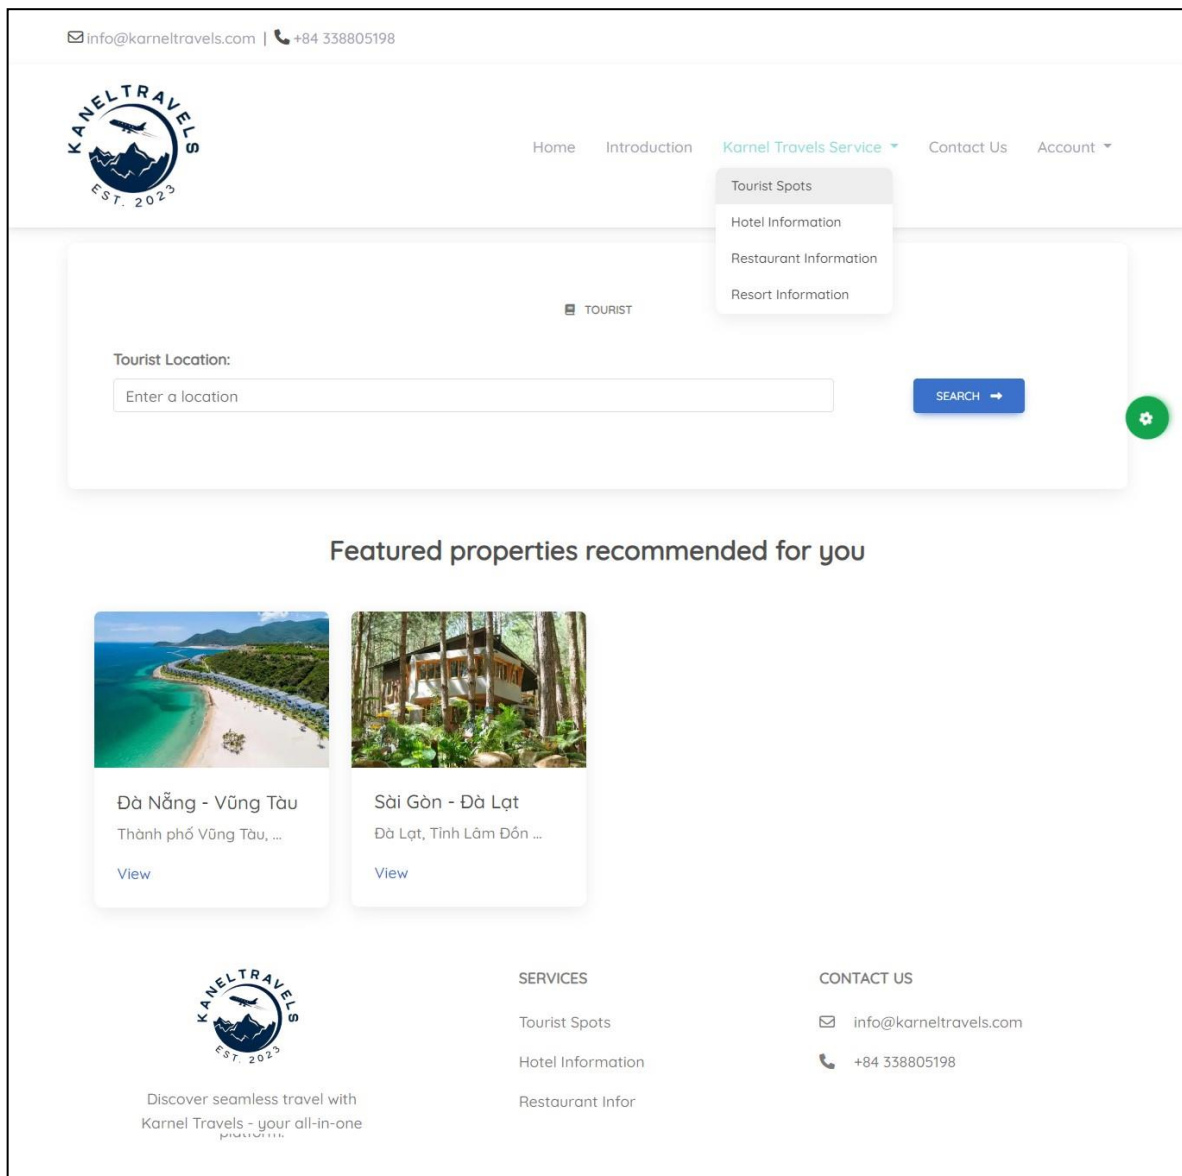 info@karneltravels.com | +84 338805198
KANELTRAVELS
EST. 2023
Home Introduction Karnel Travels Service Contact Us Account
Tourist Spots
Hotel Information
Restaurant Information
Resort Information
TOURIST
Tourist Location:
Enter a location
SEARCH
Featured properties recommended for you
Đà Nẵng - Vũng Tàu
Thành phố Vũng Tàu, ...
View
Sài Gòn - Đà Lạt
Đà Lạt, Tỉnh Lâm Đồn ...
View
KANELTRAVELS
EST. 2023
Discover seamless travel with
Karnel Travels - your all-in-one
platform.
SERVICES
Tourist Spots
Hotel Information
Restaurant Infor
CONTACT US
info@karneltravels.com
+84 338805198